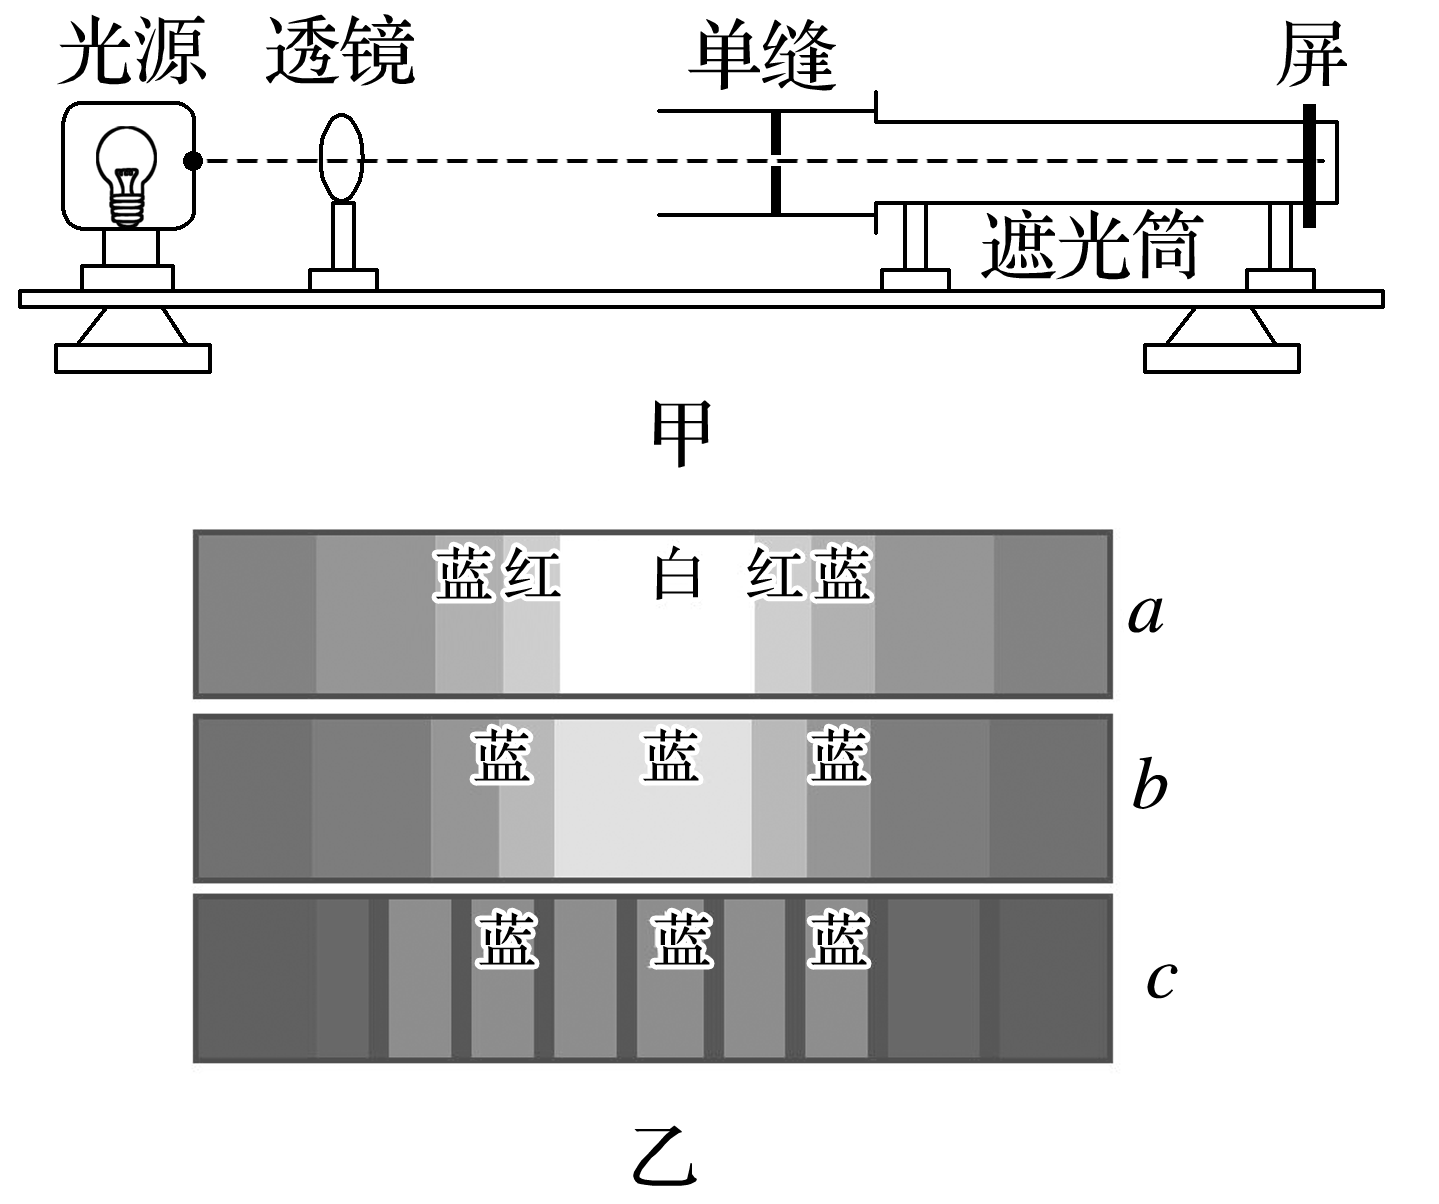 光源 透镜 单缝 屏
遮光筒
甲
蓝 红 白 红 蓝 a
蓝 蓝 蓝 b
蓝 蓝 蓝 c
乙